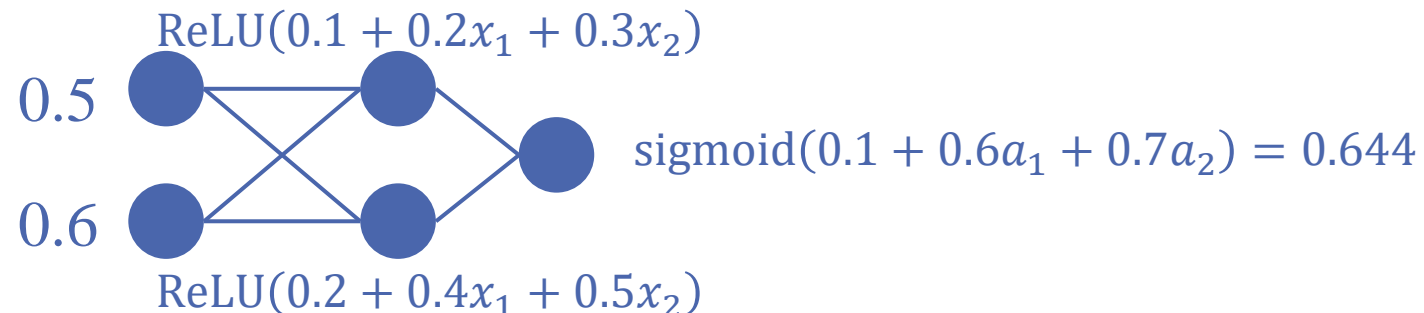 ReLU(0.1 + 0.2x₁ + 0.3x₂)
0.5
sigmoid(0.1 + 0.6a₁ + 0.7a₂) = 0.644
0.6
ReLU(0.2 + 0.4x₁ + 0.5x₂)